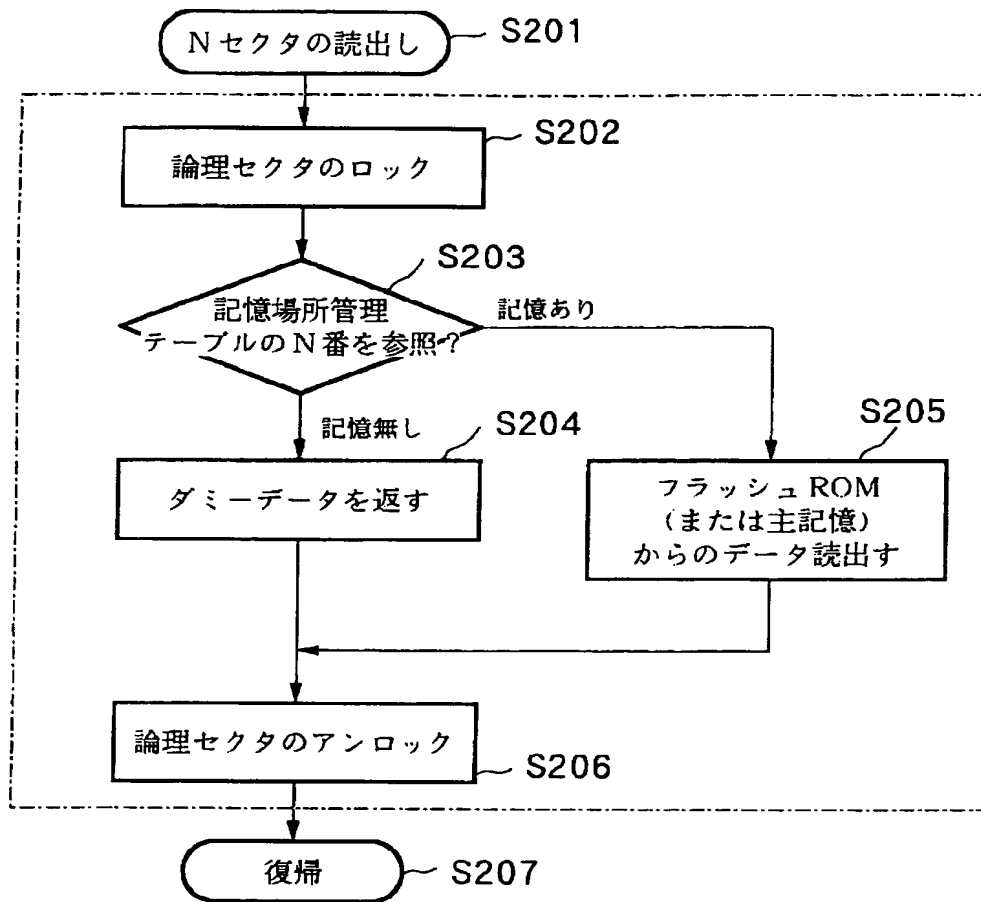 Nセクタの読出し
S201
S202
論理セクタのロック
S203
記憶場所管理
テーブルのN番を参照?
記憶あり
記憶無し
S204
S205
ダミーデータを返す
フラッシュROM
(または主記憶)
からのデータ読出す
論理セクタのアンロック
S206
復帰
S207